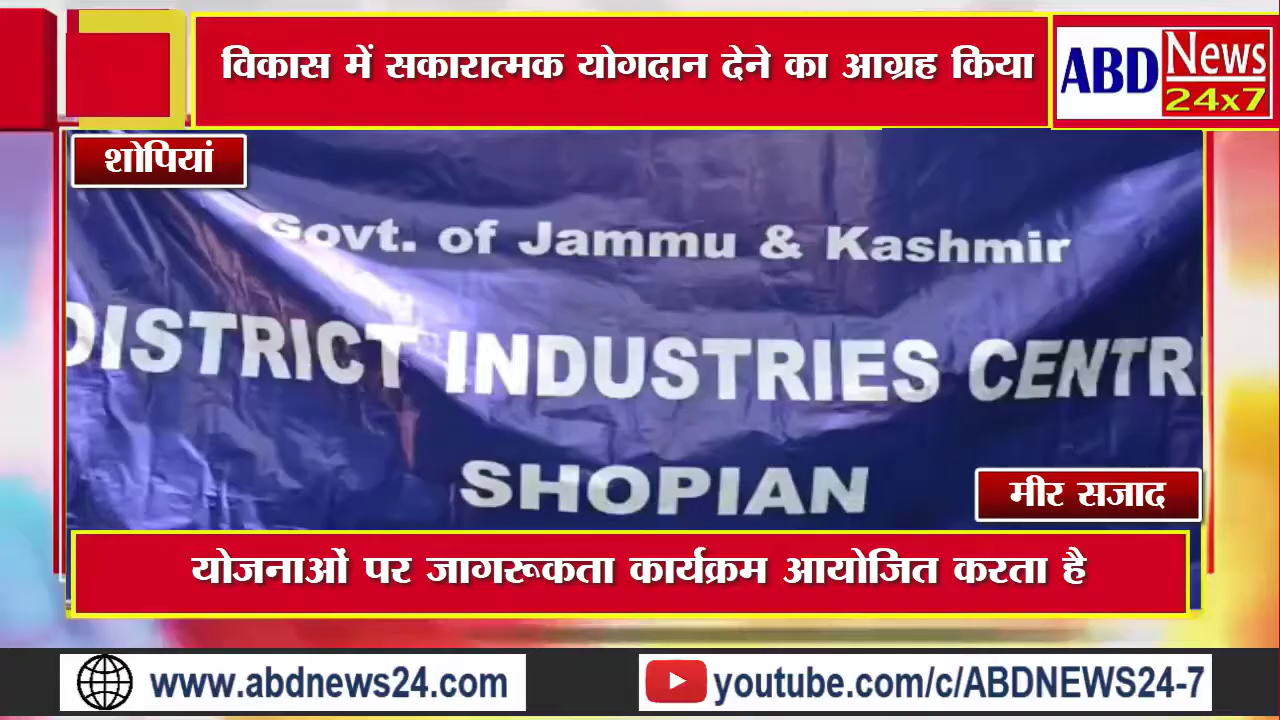 विकास में सकारात्मक योगदान देने का आग्रह किया
ABD News 24x7
शोपियां
Govt. of Jammu & Kashmir
DISTRICT INDUSTRIES CENTR
SHOPIAN
मीर सजाद
योजनाओं पर जागरूकता कार्यक्रम आयोजित करता है
www.abdnews24.com
youtube.com/c/ABDNEWS24-7